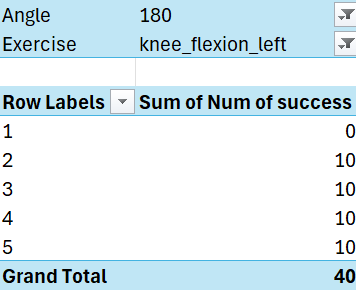 Angle 180
Exercise knee_flexion_left
Row Labels Sum of Num of success
1 0
2 10
3 10
4 10
5 10
Grand Total 40